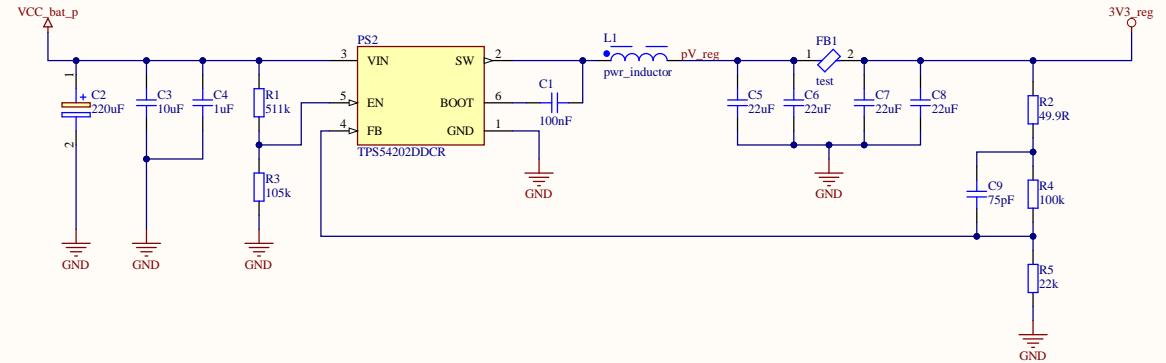 VCC_bat_p
3V3_reg
PS2
L1
FB1
3
VIN
SW
2
pV_reg
1
2
pwr_inductor
test
1
C2
220uF
2
C3
10uF
C4
1uF
R1
511k
5
EN
BOOT
6
C1
100nF
C5
22uF
C6
22uF
C7
22uF
C8
22uF
R2
49.9R
4
FB
GND
1
TPS54202DDCR
R3
105k
GND
GND
C9
75pF
R4
100k
GND
GND
GND
R5
22k
GND